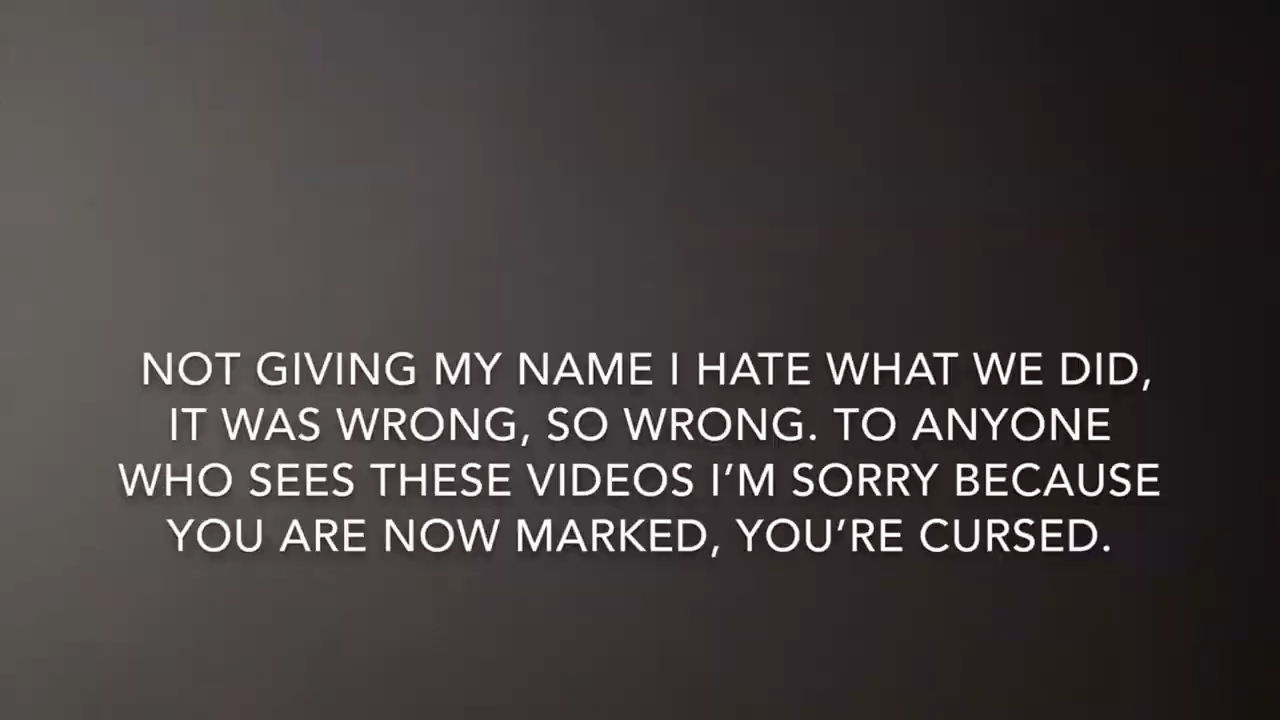 NOT GIVING MY NAME I HATE WHAT WE DID,
IT WAS WRONG, SO WRONG. TO ANYONE
WHO SEES THESE VIDEOS I’M SORRY BECAUSE
YOU ARE NOW MARKED, YOU’RE CURSED.